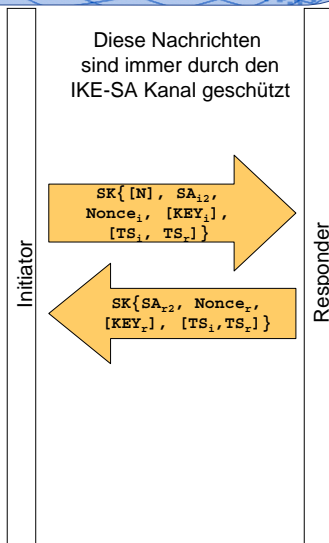 Diese Nachrichten
sind immer durch den
IKE-SA Kanal geschützt
Initiator
SK{[N], SAi2,
Noncei, [KEYi],
[TSi, TSr]}
SK{SAr2, Noncer,
[KEYr], [TSi,TSr]}
Responder